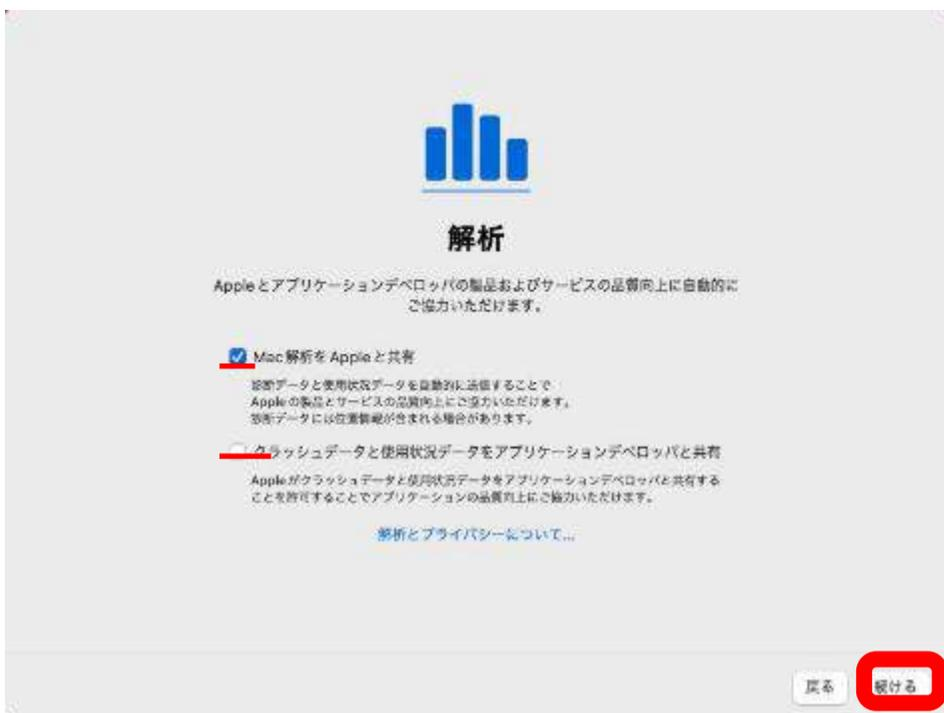 解析
Appleとアプリケーションデベロッパの製品およびサービスの品質向上に自動的に
ご協力いただけます。
Mac解析をAppleと共有
診断データと使用状況データを自動的に送信することで
Appleの製品とサービスの品質向上にご協力いただけます。
診断データには位置情報が含まれる場合があります。
クラッシュデータと使用状況データをアプリケーションデベロッパと共有
Appleがクラッシュデータと使用状況データをアプリケーションデベロッパと共有する
ことを許可することでアプリケーションの品質向上にご協力いただけます。
解析とプライバシーについて...
戻る
続ける